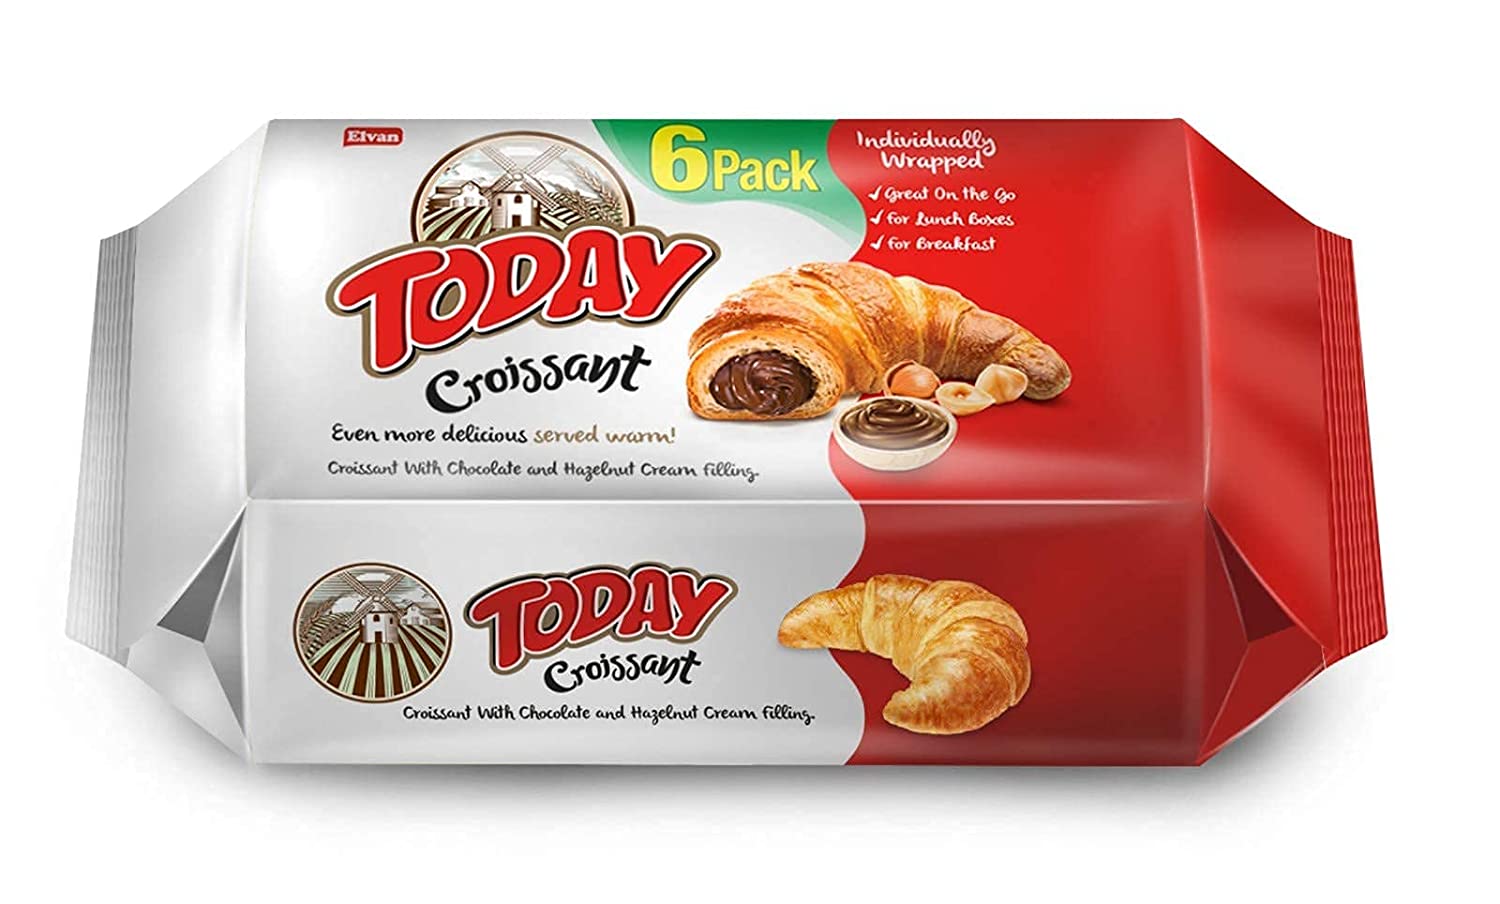 Elvan
6 Pack
Individually
Wrapped
✓ Great On the Go
✓ For Lunch Boxes
✓ For Breakfast
TODAY
Croissant
Even more delicious served warm!
Croissant With Chocolate and Hazelnut Cream Filling.
TODAY
Croissant
Croissant With Chocolate and Hazelnut Cream Filling.